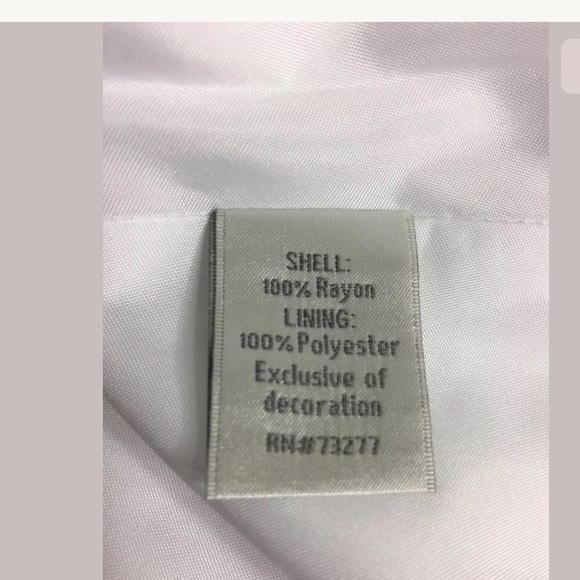 SHELL:
100% Rayon
LINING:
100% Polyester
Exclusive of
decoration
RN#73277